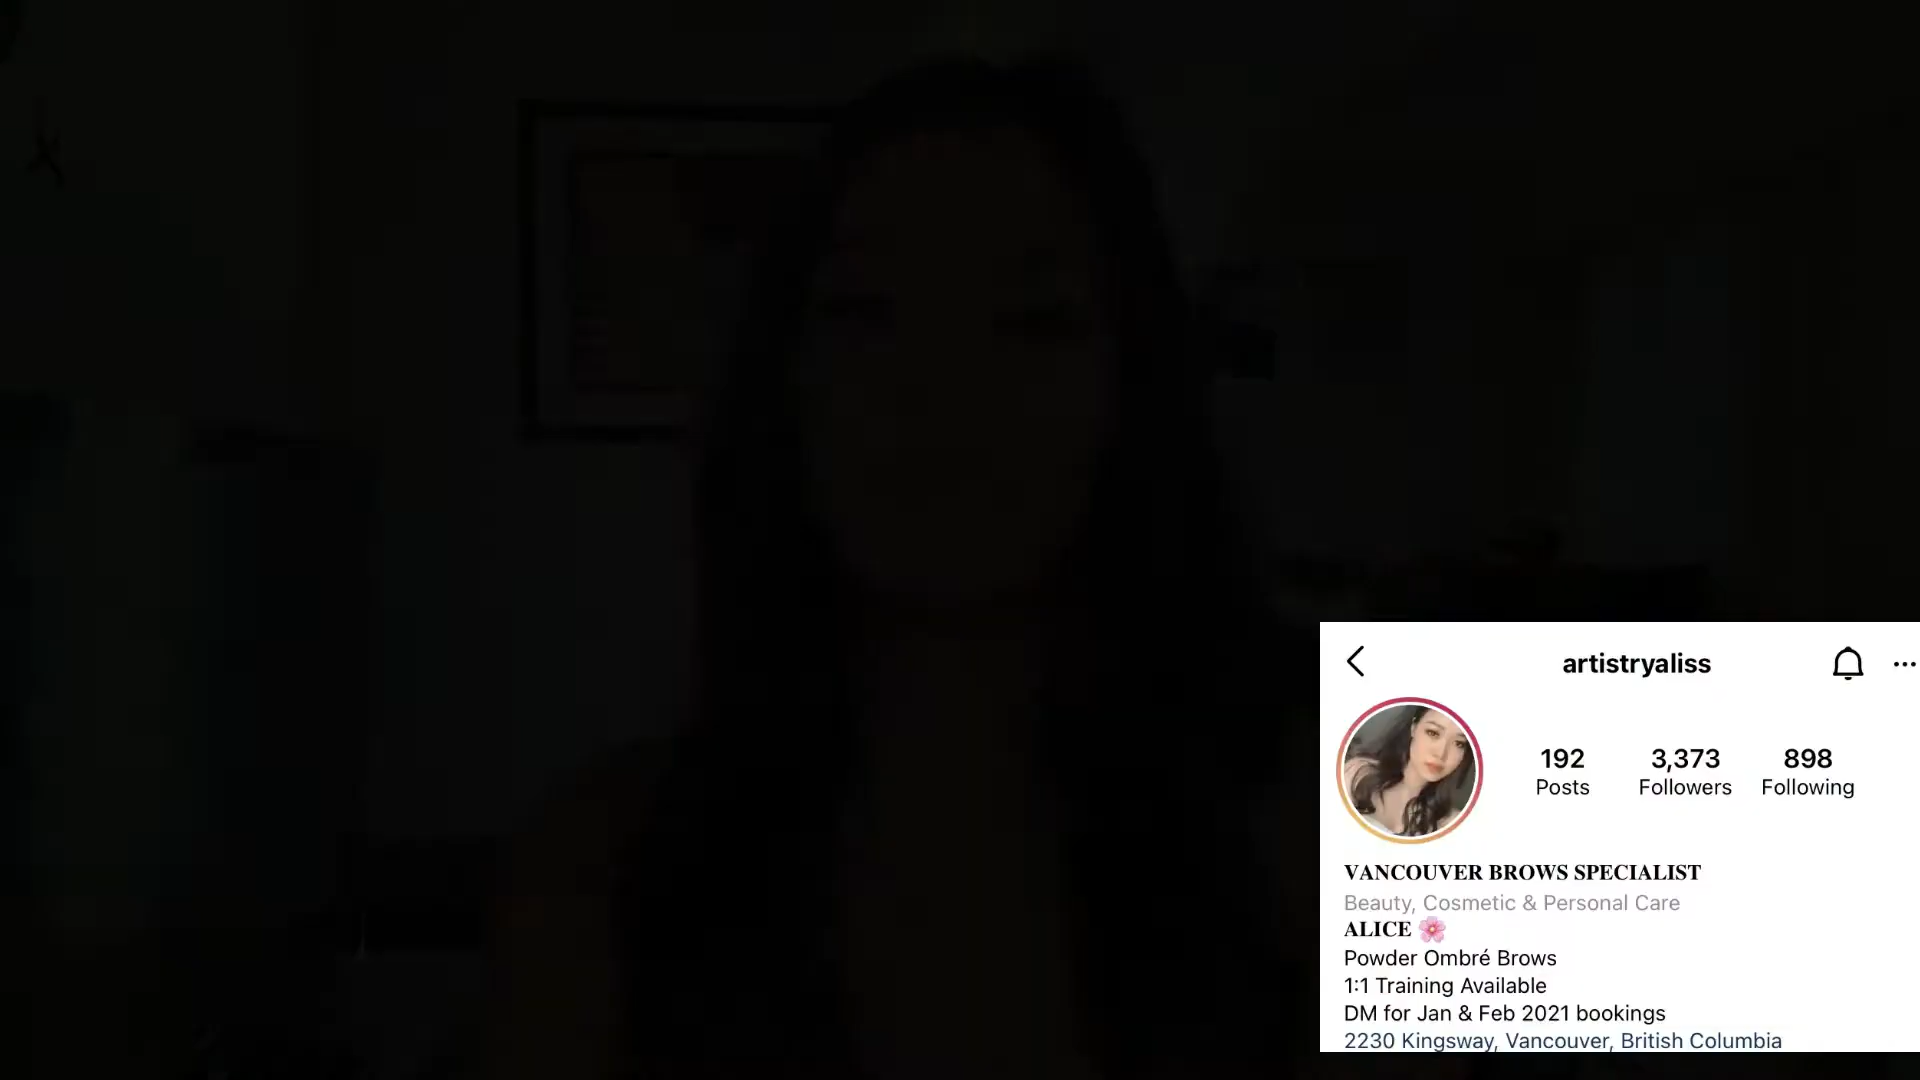 artistryaliss
192 3,373 898
Posts Followers Following
VANCOUVER BROWS SPECIALIST
Beauty, Cosmetic & Personal Care
ALICE 🌸
Powder Ombré Brows
1:1 Training Available
DM for Jan & Feb 2021 bookings
2230 Kingsway, Vancouver, British Columbia